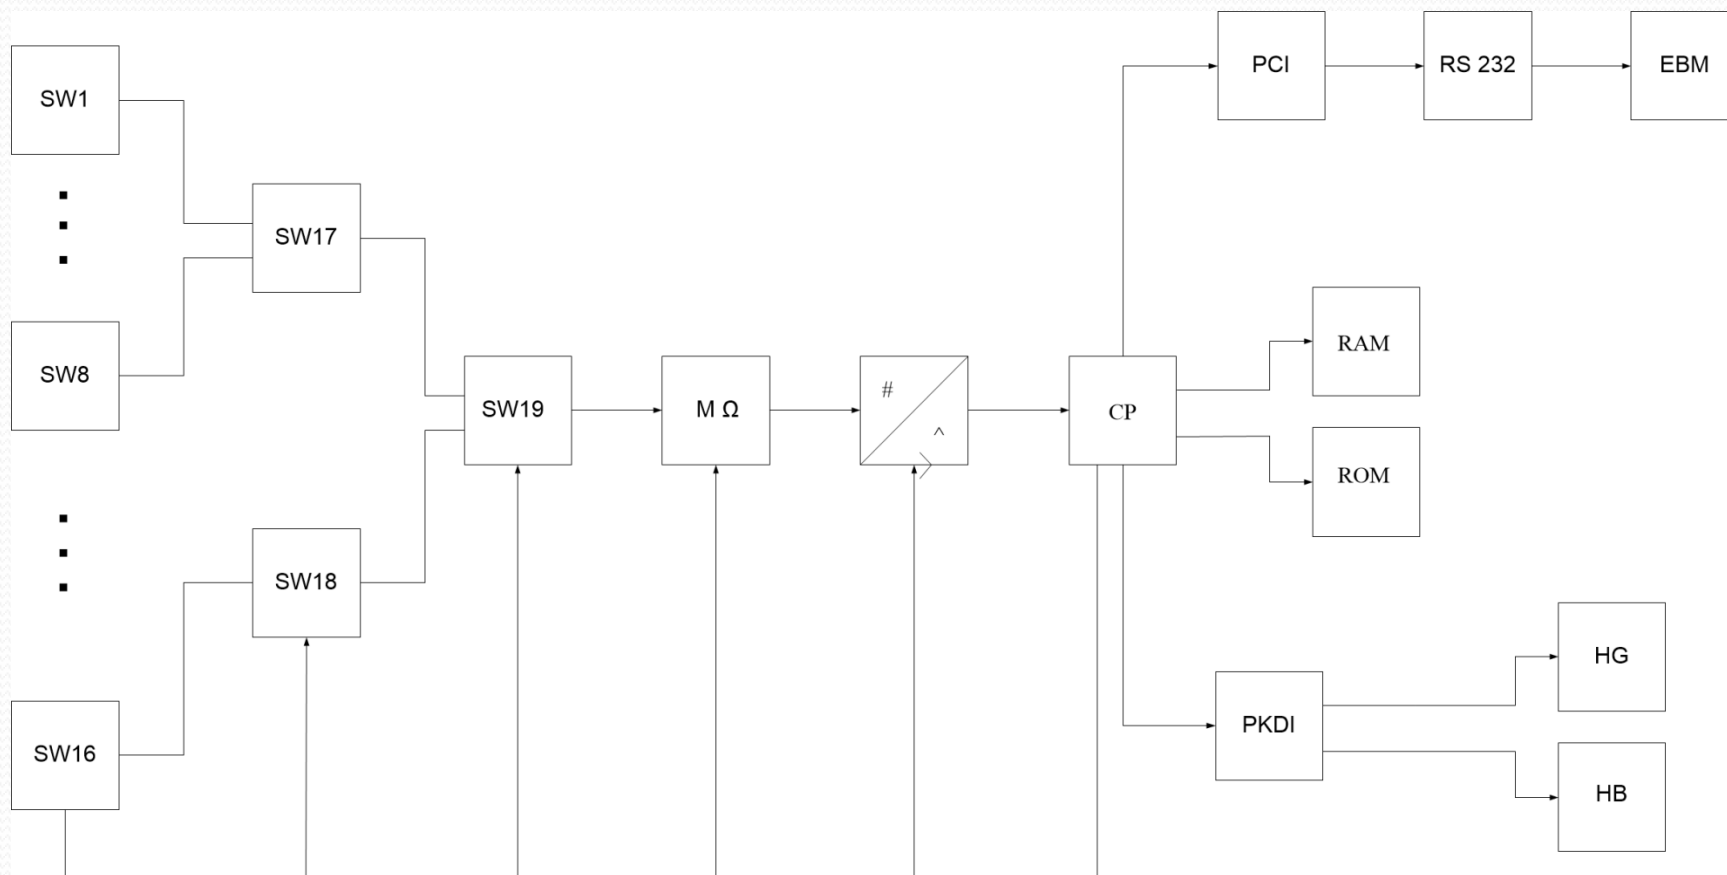 PCI
RS 232
EBM
SW1
SW17
SW8
RAM
SW19
M Ω
#
^
CP
ROM
SW18
HG
SW16
PKDI
HB